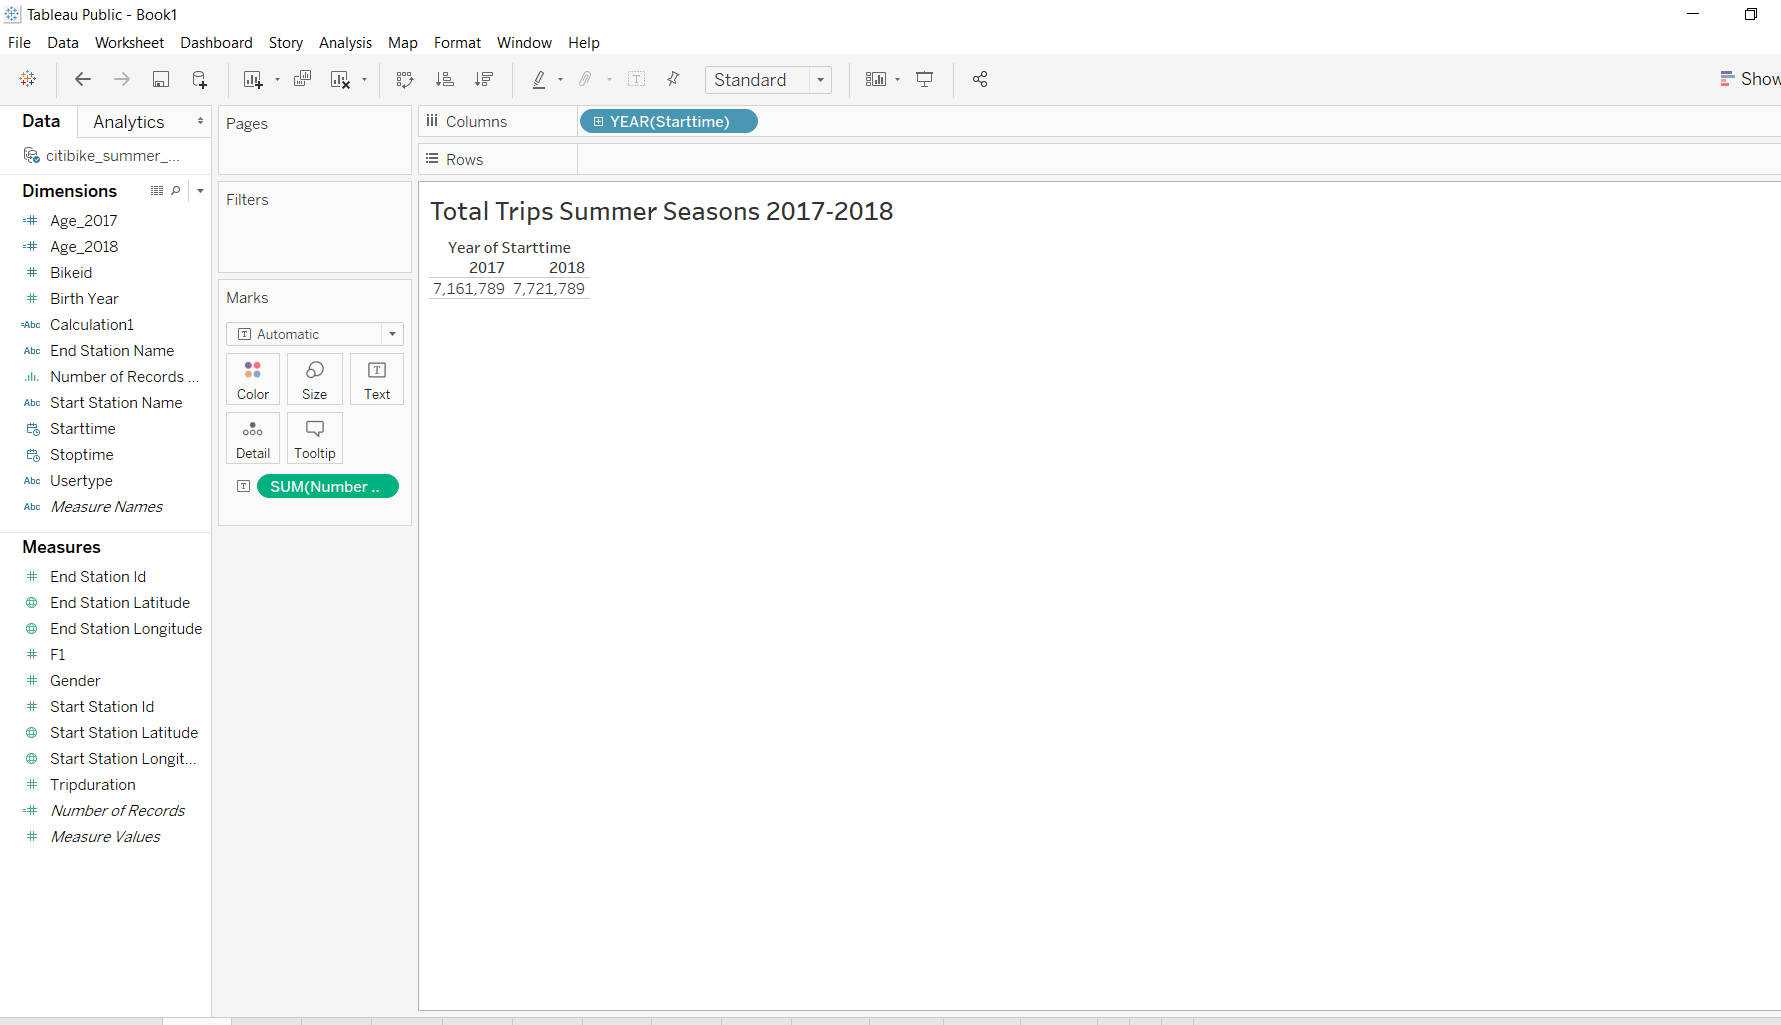 Tableau Public - Book1
File Data Worksheet Dashboard Story Analysis Map Format Window Help
Standard
Show
Data Analytics
citibike_summer_...
Dimensions
Age_2017
Age_2018
Bikeid
Birth Year
Abc Calculation1
Abc End Station Name
Number of Records ...
Abc Start Station Name
Starttime
Stoptime
Abc Usertype
Abc Measure Names
Measures
End Station Id
End Station Latitude
End Station Longitude
F1
Gender
Start Station Id
Start Station Latitude
Start Station Longit...
Tripduration
Number of Records
Measure Values
Pages
Filters
Marks
Automatic
Color Size Text
Detail Tooltip
SUM(Number ..
Columns YEAR(Starttime)
Rows
Total Trips Summer Seasons 2017-2018
Year of Starttime
2017 2018
7,161,789 7,721,789